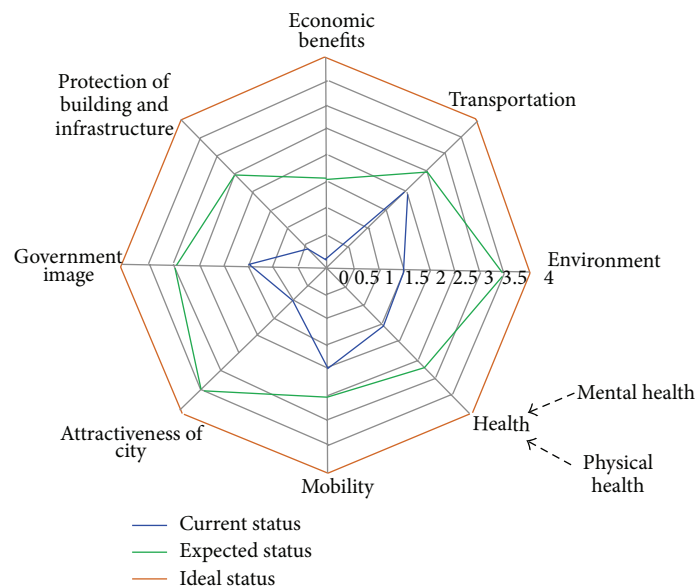 Economic
benefits
Protection of
building and
infrastructure
Transportation
Government
image
Environment
0 0.5 1 1.5 2 2.5 3 3.5 4
Mental health
Health
Attractiveness of
city
Physical
health
Mobility
Current status
Expected status
Ideal status